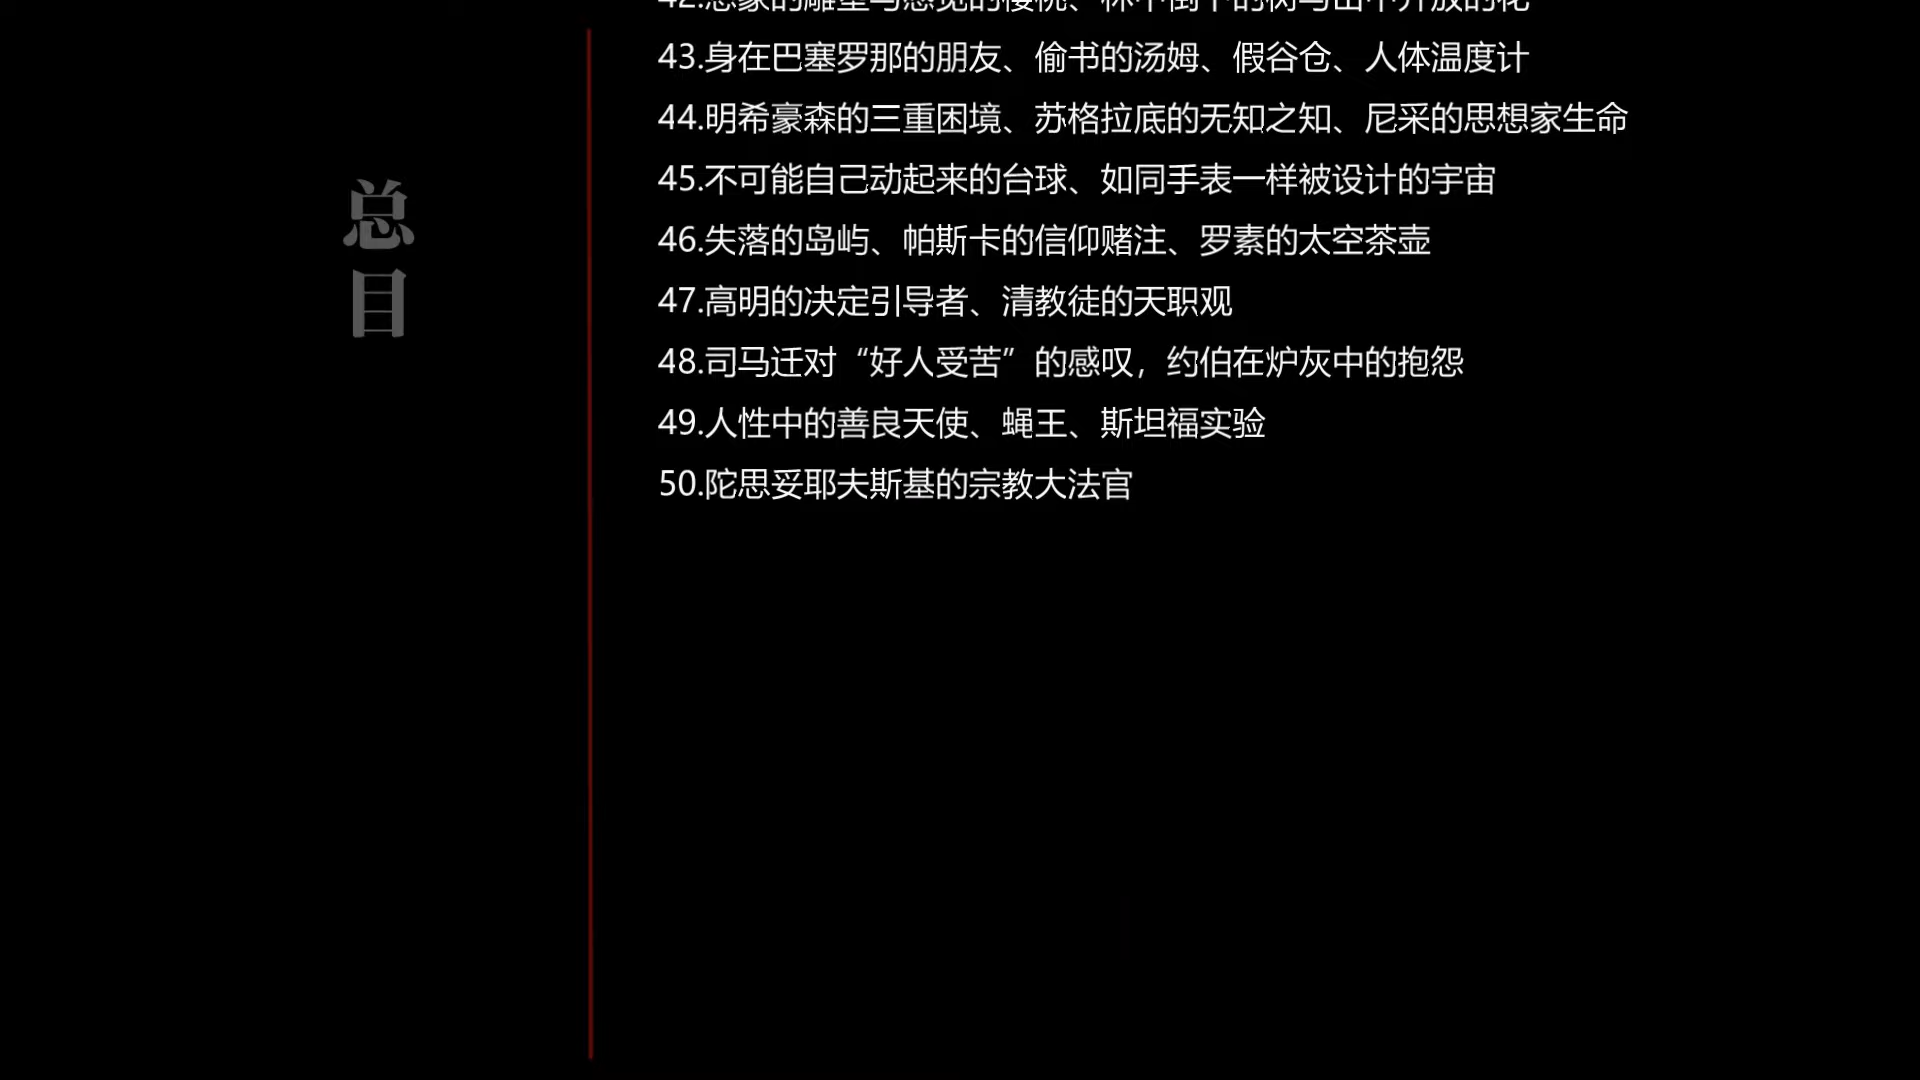 总目
43.身在巴塞罗那的朋友、偷书的汤姆、假谷仓、人体温度计
44.明希豪森的三重困境、苏格拉底的无知之知、尼采的思想家生命
45.不可能自己动起来的台球、如同手表一样被设计的宇宙
46.失落的岛屿、帕斯卡的信仰赌注、罗素的太空茶壶
47.高明的决定引导者、清教徒的天职观
48.司马迁对“好人受苦”的感叹，约伯在炉灰中的抱怨
49.人性中的善良天使、蝇王、斯坦福实验
50.陀思妥耶夫斯基的宗教大法官